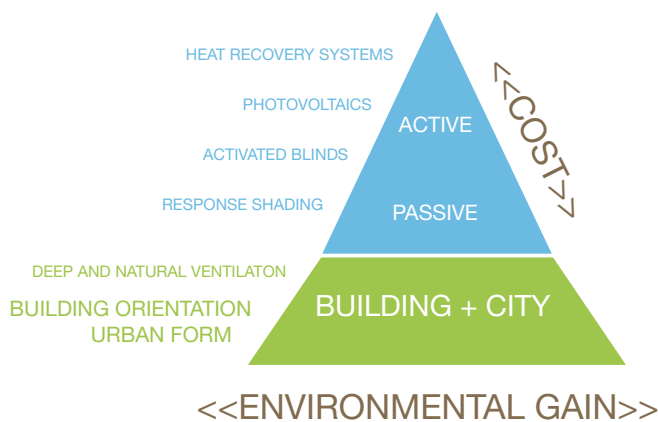 HEAT RECOVERY SYSTEMS
PHOTOVOLTAICS
ACTIVATED BLINDS
RESPONSE SHADING
DEEP AND NATURAL VENTILATON
BUILDING ORIENTATION
URBAN FORM
ACTIVE
PASSIVE
BUILDING + CITY
<<COST>>
<<ENVIRONMENTAL GAIN>>